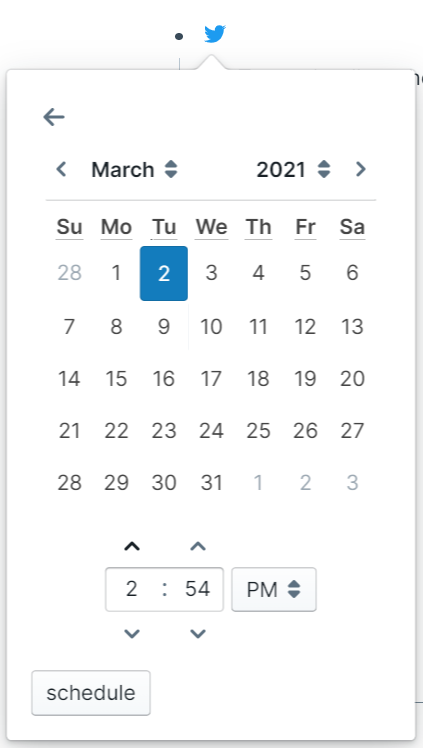 March 2021
Su Mo Tu We Th Fr Sa
28 1 2 3 4 5 6
7 8 9 10 11 12 13
14 15 16 17 18 19 20
21 22 23 24 25 26 27
28 29 30 31 1 2 3
2 : 54 PM
schedule